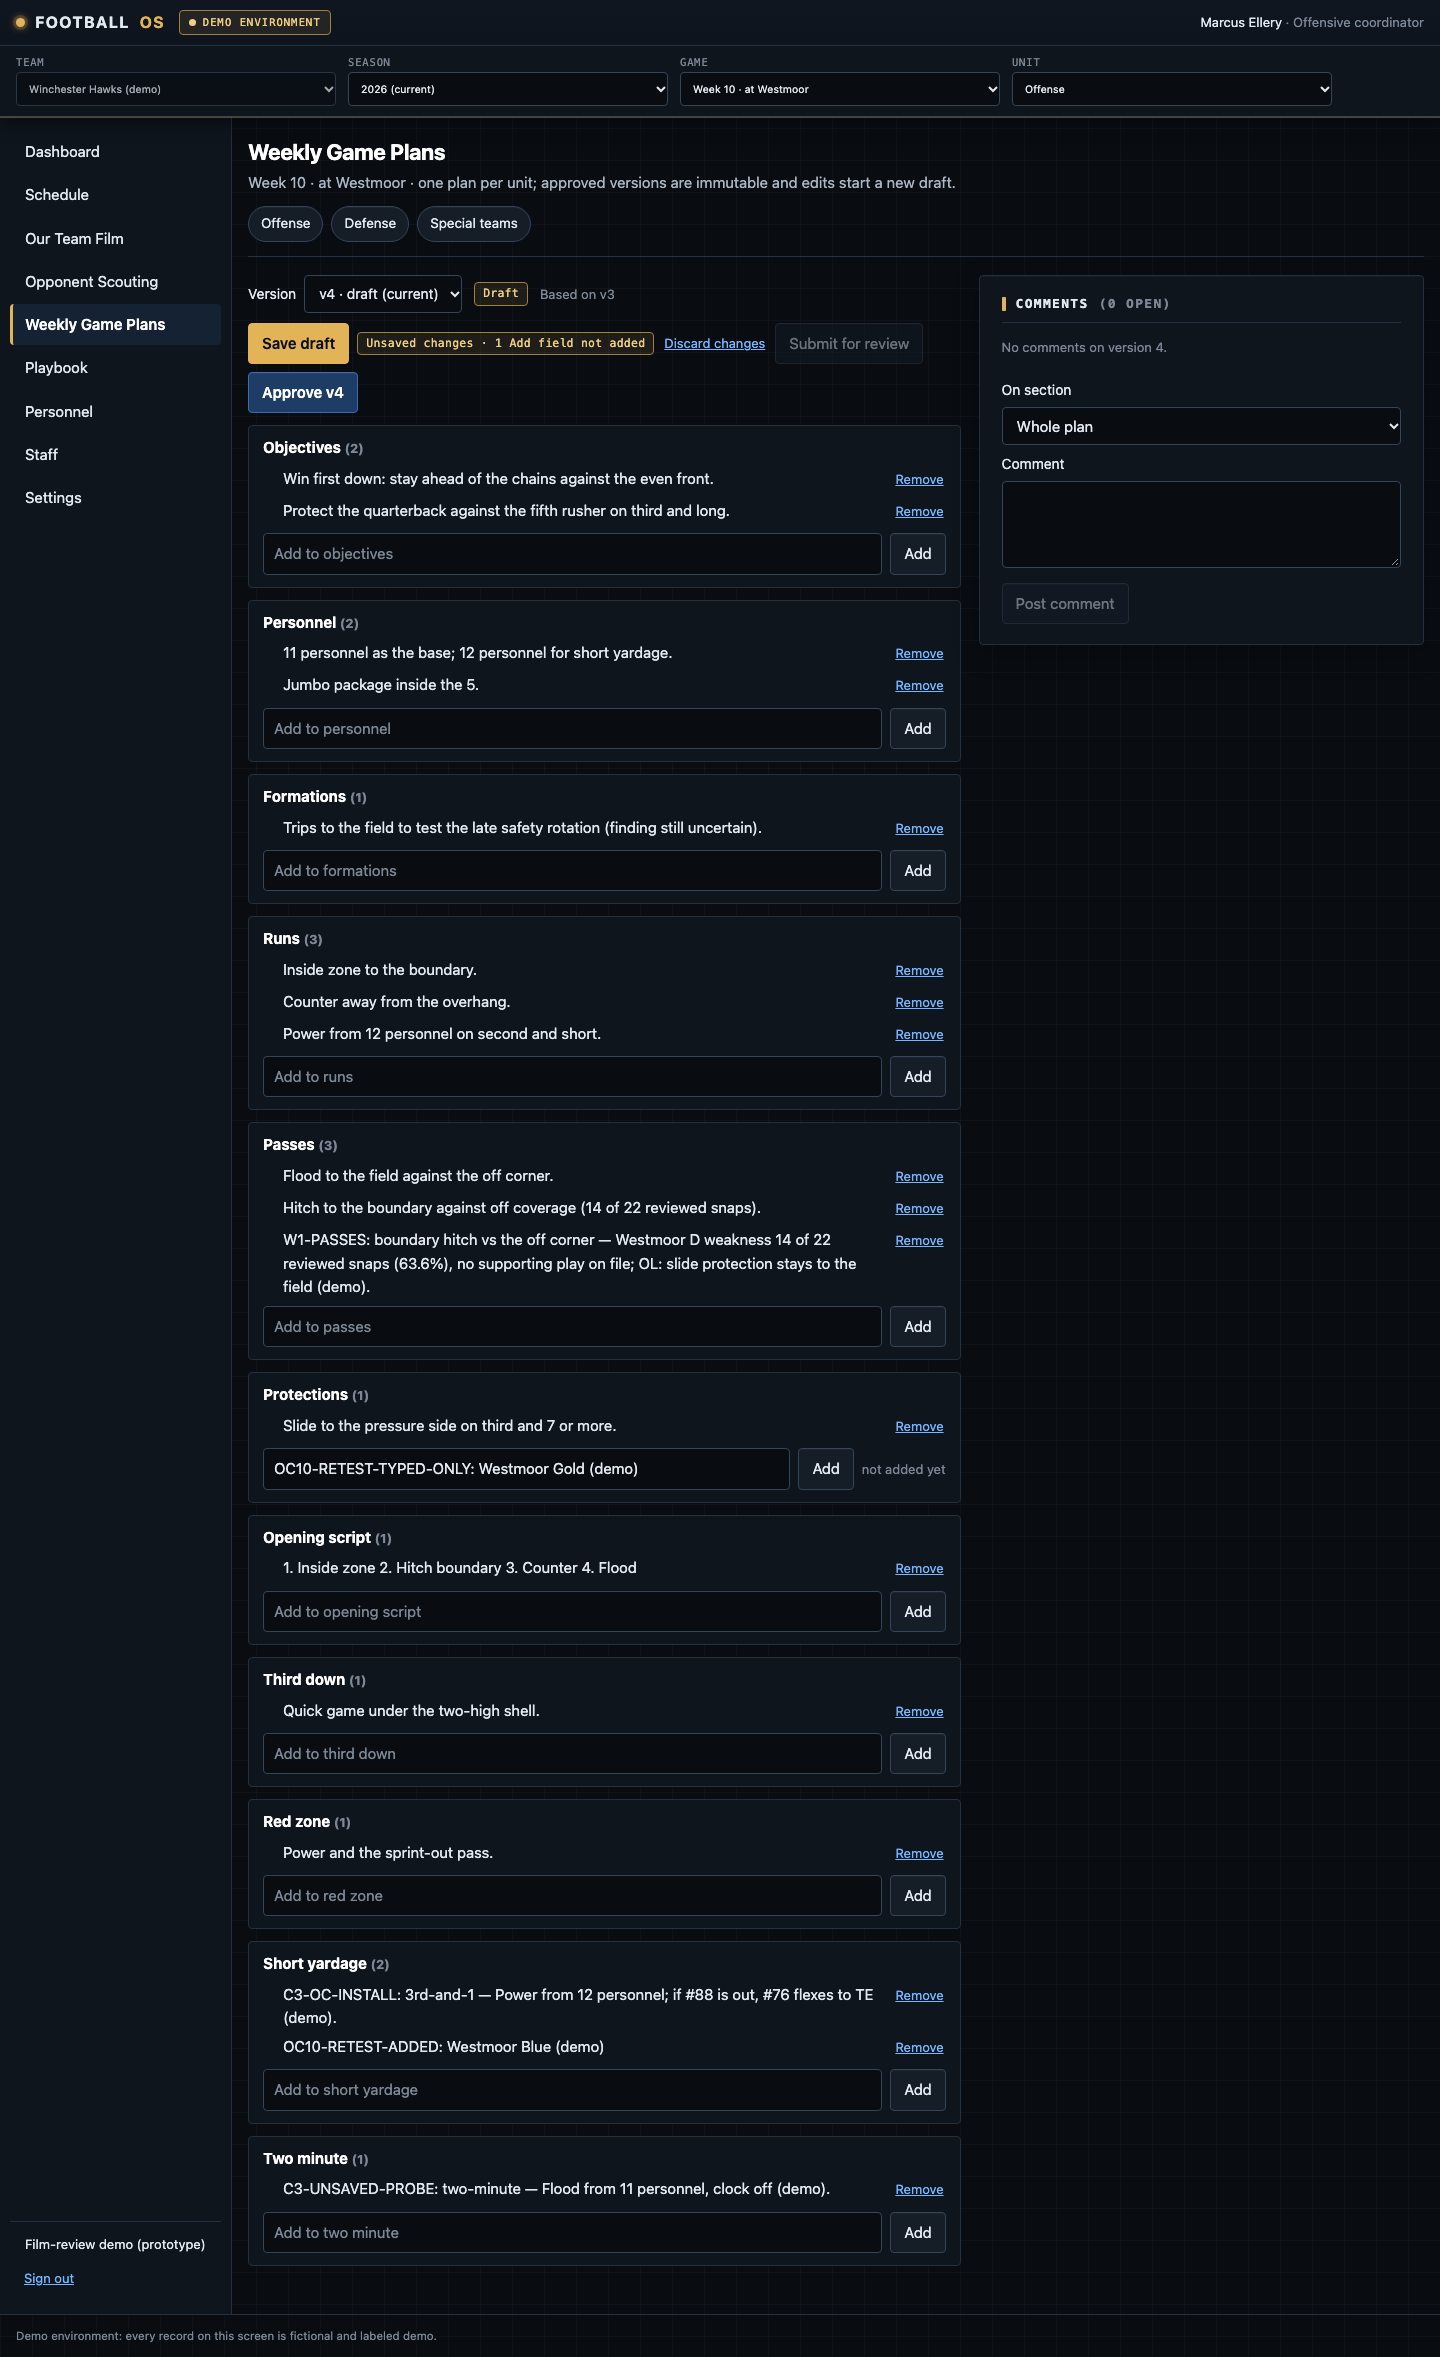 FOOTBALL OS
DEMO ENVIRONMENT
Marcus Ellery · Offensive coordinator
TEAM
Winchester Hawks (demo)
SEASON
2026 (current)
GAME
Week 10 · at Westmoor
UNIT
Offense
Dashboard
Schedule
Our Team Film
Opponent Scouting
Weekly Game Plans
Playbook
Personnel
Staff
Settings
Film-review demo (prototype)
Sign out
Weekly Game Plans
Week 10 · at Westmoor · one plan per unit; approved versions are immutable and edits start a new draft.
Offense
Defense
Special teams
Version
v4 · draft (current)
Draft
Based on v3
Save draft
Unsaved changes · 1 Add field not added
Discard changes
Submit for review
Approve v4
Objectives (2)
Win first down: stay ahead of the chains against the even front.
Remove
Protect the quarterback against the fifth rusher on third and long.
Remove
Add to objectives
Add
Personnel (2)
11 personnel as the base; 12 personnel for short yardage.
Remove
Jumbo package inside the 5.
Remove
Add to personnel
Add
Formations (1)
Trips to the field to test the late safety rotation (finding still uncertain).
Remove
Add to formations
Add
Runs (3)
Inside zone to the boundary.
Remove
Counter away from the overhang.
Remove
Power from 12 personnel on second and short.
Remove
Add to runs
Add
Passes (3)
Flood to the field against the off corner.
Remove
Hitch to the boundary against off coverage (14 of 22 reviewed snaps).
Remove
W1-PASSES: boundary hitch vs the off corner — Westmoor D weakness 14 of 22
reviewed snaps (63.6%), no supporting play on file; OL: slide protection stays to the
field (demo).
Remove
Add to passes
Add
Protections (1)
Slide to the pressure side on third and 7 or more.
Remove
OC10-RETEST-TYPED-ONLY: Westmoor Gold (demo)
Add
not added yet
Opening script (1)
1. Inside zone 2. Hitch boundary 3. Counter 4. Flood
Remove
Add to opening script
Add
Third down (1)
Quick game under the two-high shell.
Remove
Add to third down
Add
Red zone (1)
Power and the sprint-out pass.
Remove
Add to red zone
Add
Short yardage (2)
C3-OC-INSTALL: 3rd-and-1 — Power from 12 personnel; if #88 is out, #76 flexes to TE
(demo).
Remove
OC10-RETEST-ADDED: Westmoor Blue (demo)
Remove
Add to short yardage
Add
Two minute (1)
C3-UNSAVED-PROBE: two-minute — Flood from 11 personnel, clock off (demo).
Remove
Add to two minute
Add
COMMENTS (0 OPEN)
No comments on version 4.
On section
Whole plan
Comment
Post comment
Demo environment: every record on this screen is fictional and labeled demo.